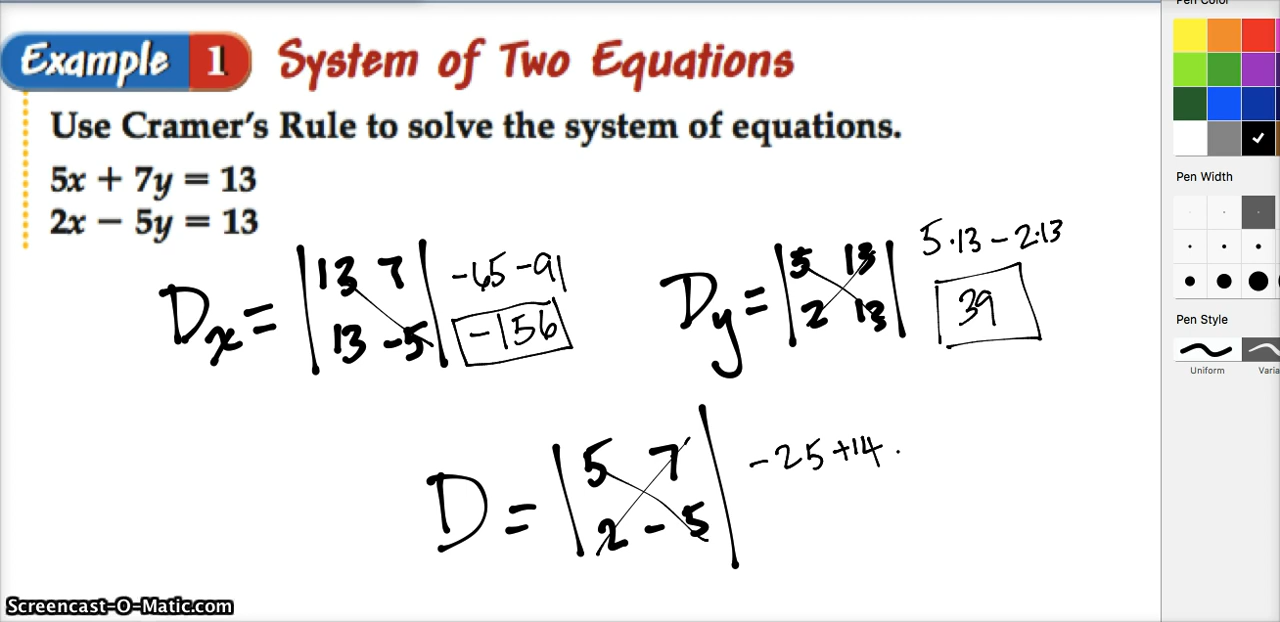 Pen Color
Example 1 System of Two Equations
Use Cramer's Rule to solve the system of equations.
5x + 7y = 13
2x − 5y = 13
Pen Width
Dx = | 13 7 | -65 -91
| 13 -5 | -156
Dy = | 5 13 | 5·13 - 2·13
| 2 13 | 39
Pen Style
Uniform Varia
D = | 5 7 | -25 +14 .
| 2 -5 |
Screencast-O-Matic.com